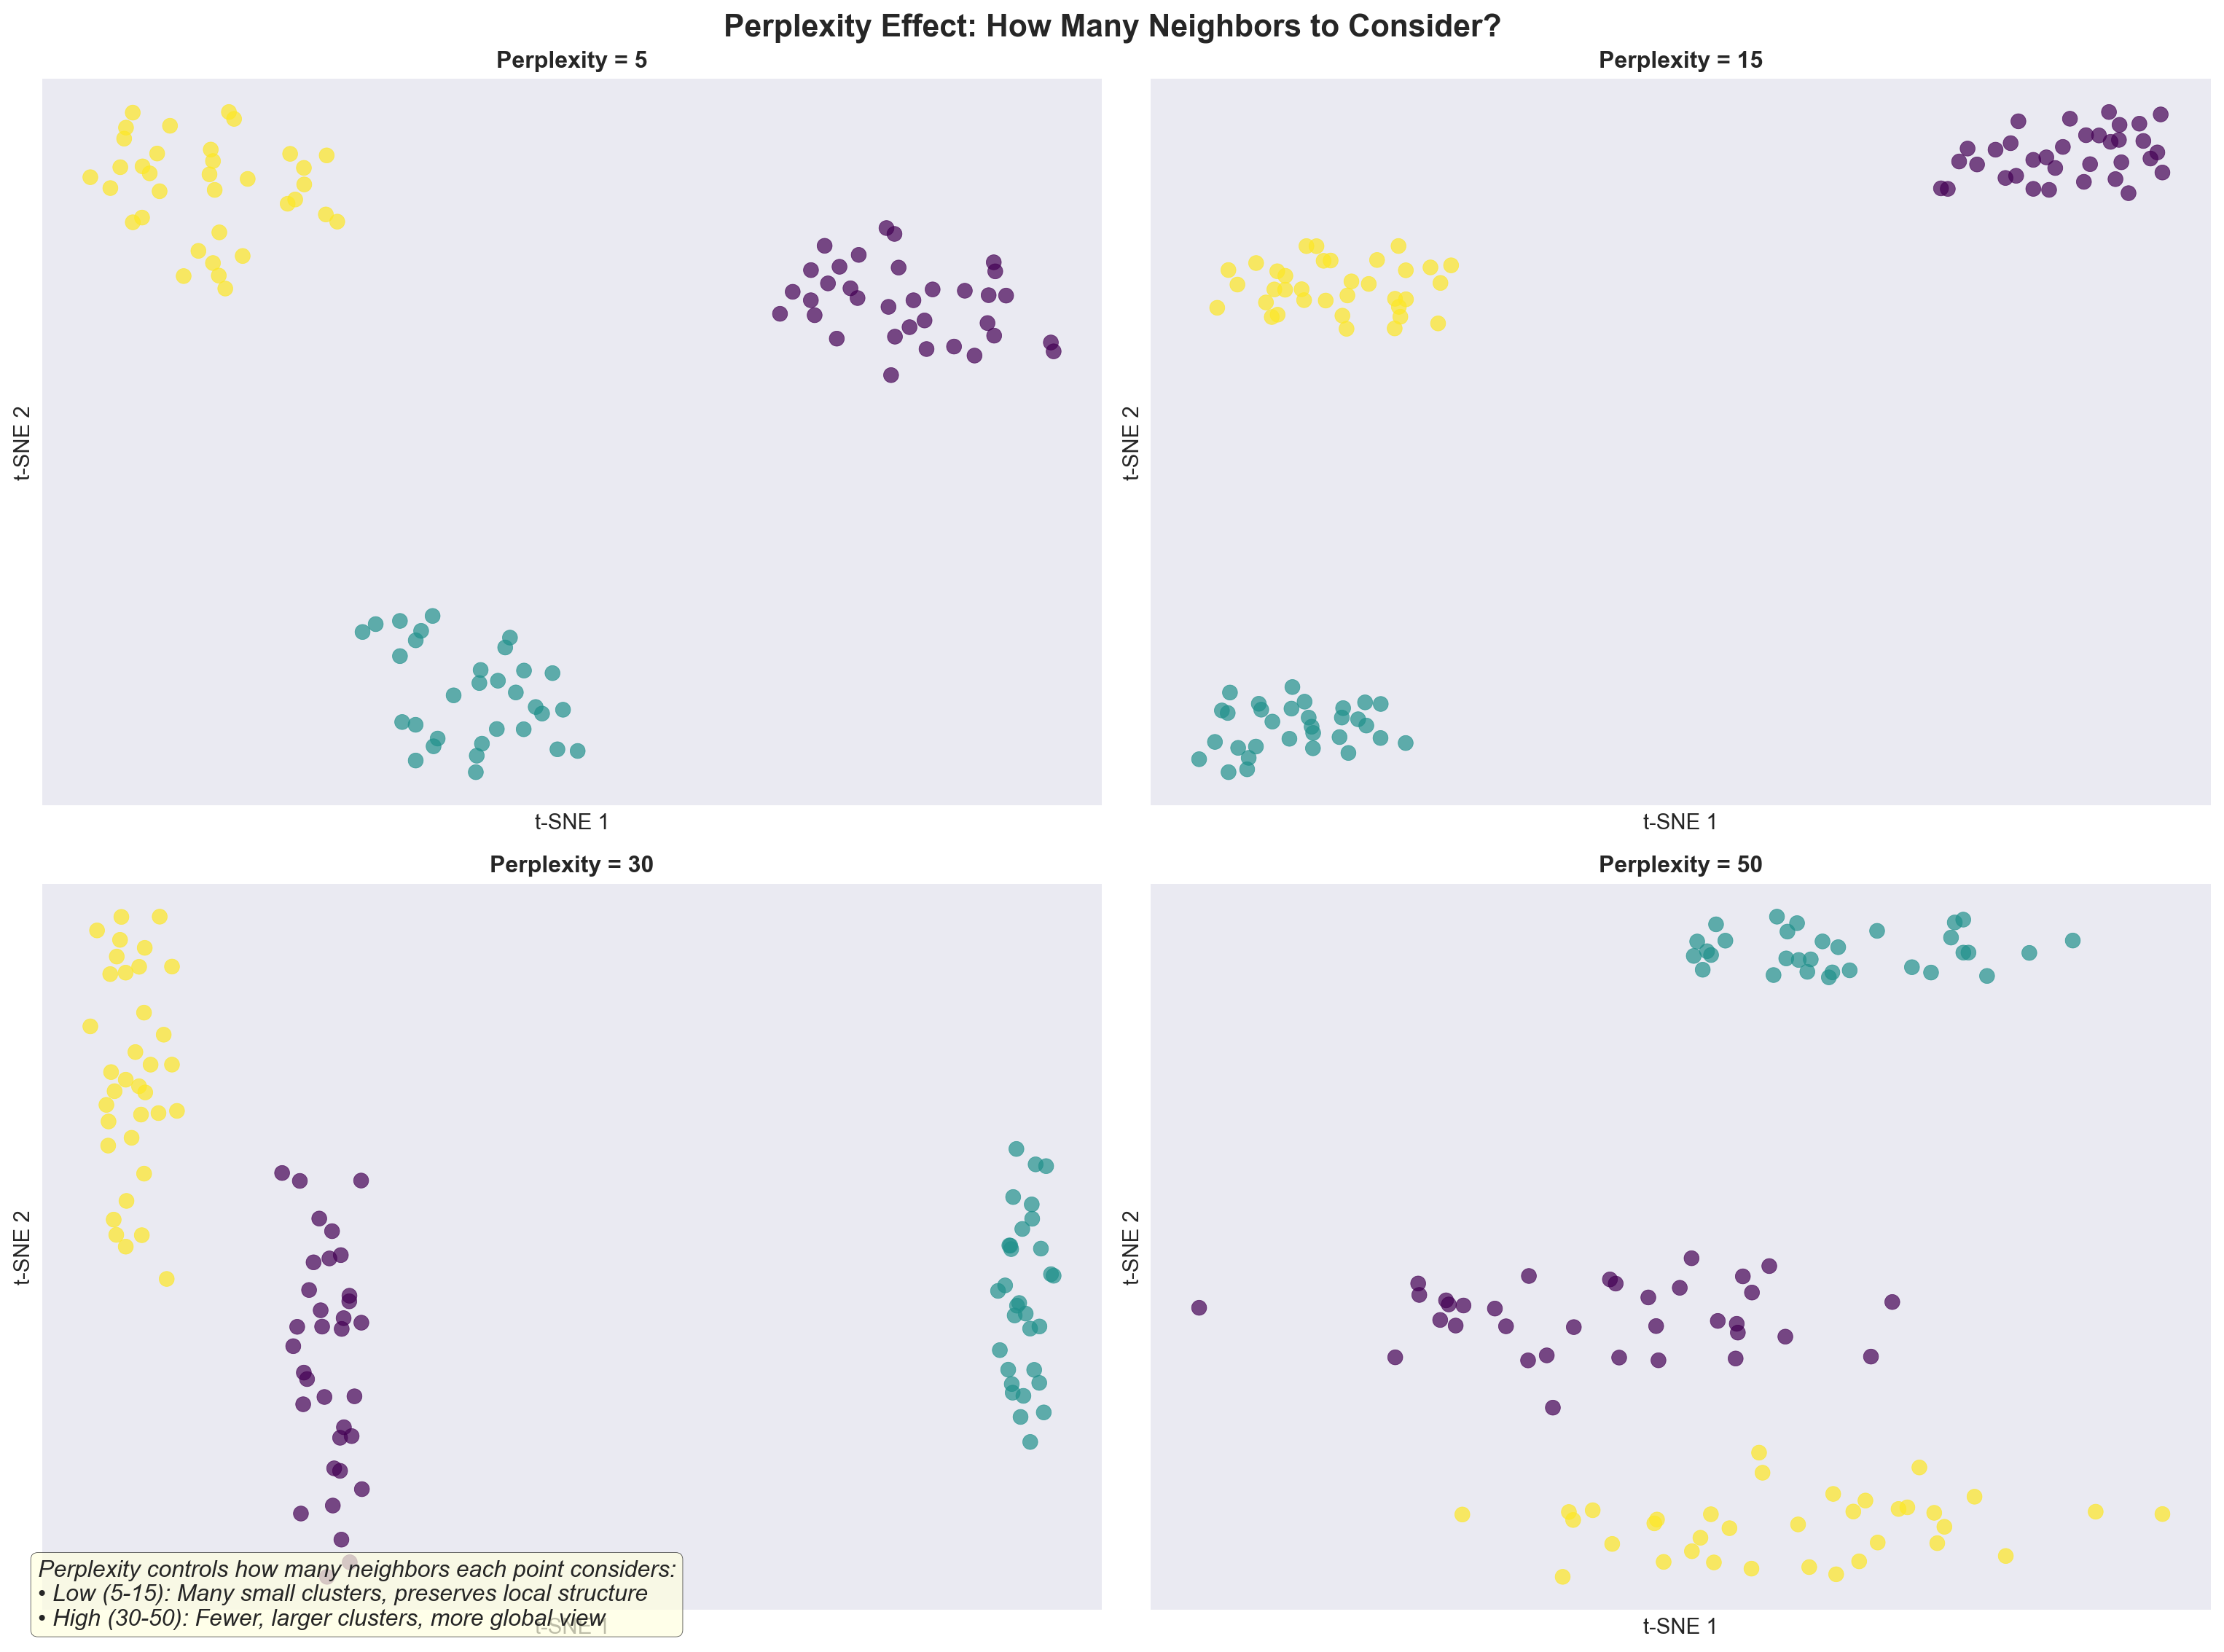 Perplexity Effect: How Many Neighbors to Consider?
Perplexity = 5
t-SNE 2
t-SNE 1
Perplexity = 15
t-SNE 2
t-SNE 1
Perplexity = 30
t-SNE 2
t-SNE 1
Perplexity = 50
t-SNE 2
t-SNE 1
Perplexity controls how many neighbors each point considers:
• Low (5-15): Many small clusters, preserves local structure
• High (30-50): Fewer, larger clusters, more global view